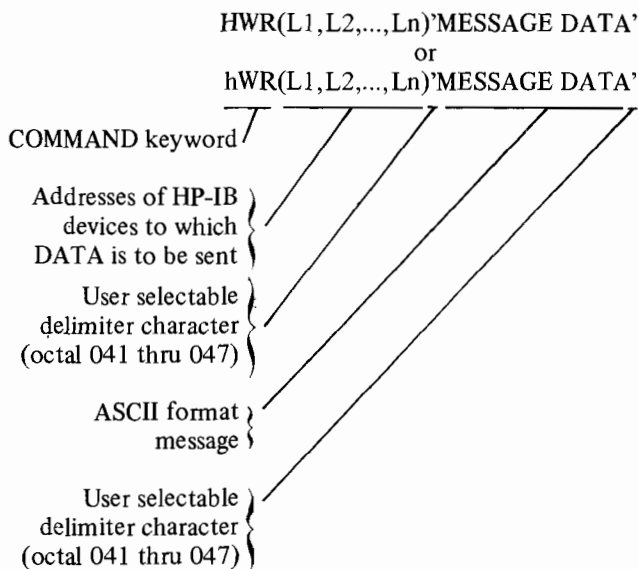 HWR(L1,L2,...,Ln)'MESSAGE DATA'
or
hWR(L1,L2,...,Ln)'MESSAGE DATA'
COMMAND keyword
Addresses of HP-IB
devices to which
DATA is to be sent
User selectable
delimiter character
(octal 041 thru 047)
ASCII format
message
User selectable
delimiter character
(octal 041 thru 047)